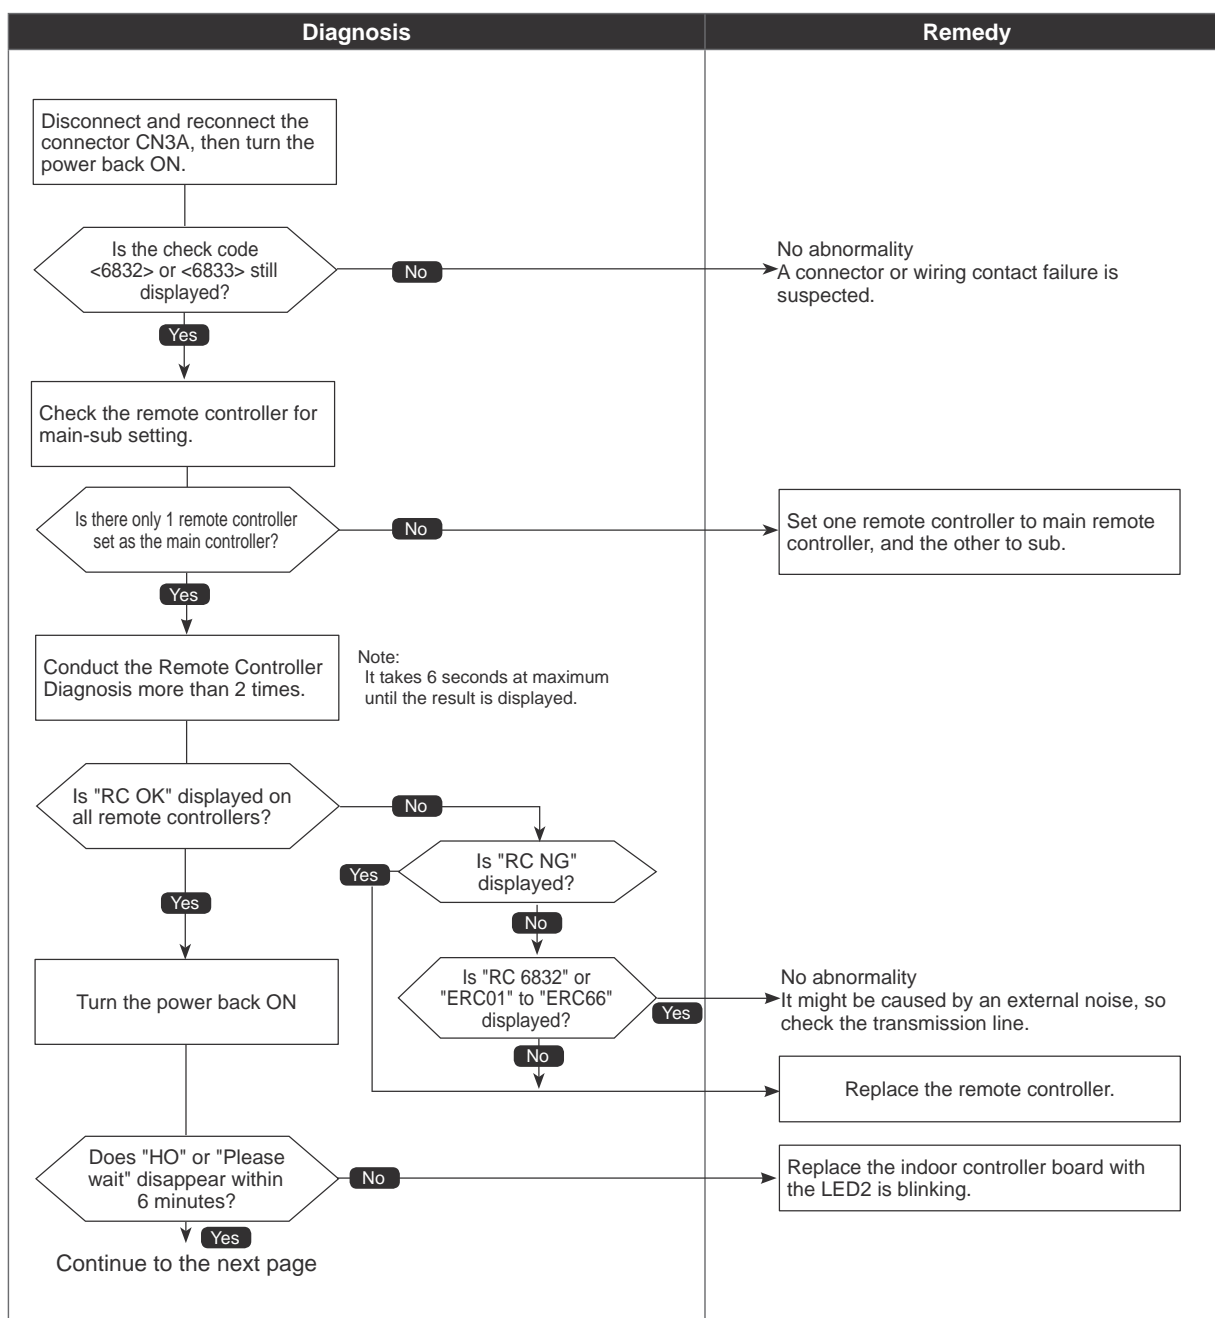 Diagnosis
Remedy
Disconnect and reconnect the
connector CN3A, then turn the
power back ON.
Is the check code
<6832> or <6833> still
displayed?
No
No abnormality
A connector or wiring contact failure is
suspected.
Yes
Check the remote controller for
main-sub setting.
Is there only 1 remote controller
set as the main controller?
No
Set one remote controller to main remote
controller, and the other to sub.
Yes
Conduct the Remote Controller
Diagnosis more than 2 times.
Note:
It takes 6 seconds at maximum
until the result is displayed.
Is "RC OK" displayed on
all remote controllers?
No
Is "RC NG"
displayed?
Yes
Yes
No
Is "RC 6832" or
"ERC01" to "ERC66"
displayed?
Yes
No abnormality
It might be caused by an external noise, so
check the transmission line.
Turn the power back ON
No
Replace the remote controller.
Does "HO" or "Please
wait" disappear within
6 minutes?
No
Replace the indoor controller board with
the LED2 is blinking.
Yes
Continue to the next page